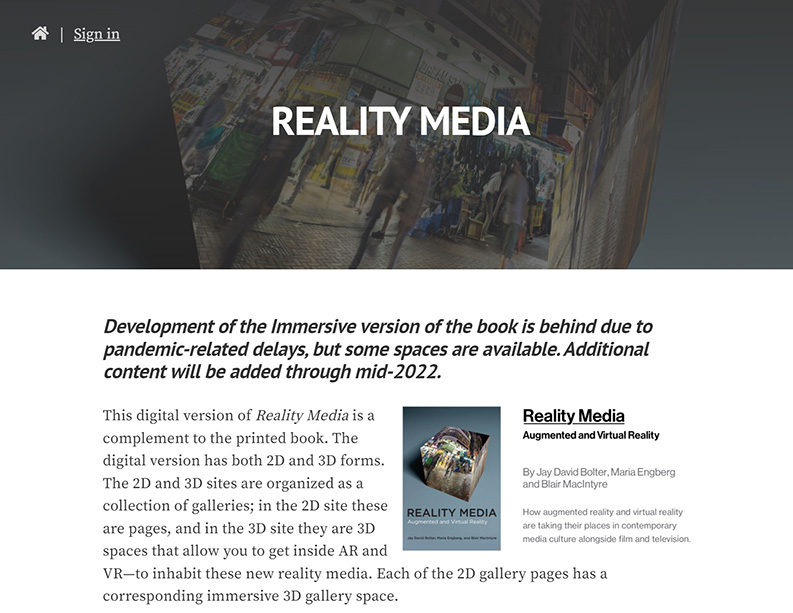 | Sign in
REALITY MEDIA
Development of the Immersive version of the book is behind due to
pandemic-related delays, but some spaces are available. Additional
content will be added through mid-2022.
This digital version of Reality Media is a
complement to the printed book. The
digital version has both 2D and 3D forms.
The 2D and 3D sites are organized as a
collection of galleries; in the 2D site these
are pages, and in the 3D site they are 3D
spaces that allow you to get inside AR and
VR—to inhabit these new reality media. Each of the 2D gallery pages has a
corresponding immersive 3D gallery space.
REALITY MEDIA
Augmented and Virtual Reality
Jay David Bolter, Maria Engberg, and Blair MacIntyre
Reality Media
Augmented and Virtual Reality
By Jay David Bolter, Maria Engberg
and Blair MacIntyre
How augmented reality and virtual reality
are taking their places in contemporary
media culture alongside film and television.